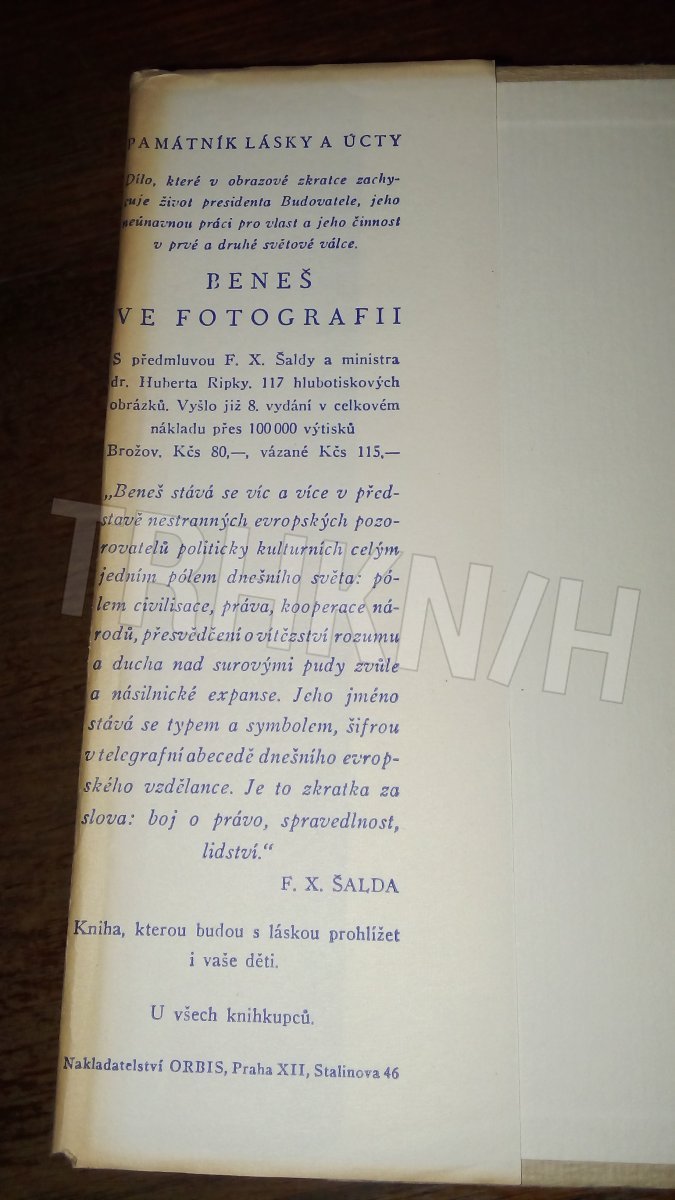 PAMÁTNÍK LÁSKY A ÚCTY
Dílo, které v obrazové zkratce zachy-
cuje život presidenta Budovatele, jeho
neúnavnou práci pro vlast a jeho činnost
v prvé a druhé světové válce.
BENEŠ
VE FOTOGRAFII
S předmluvou F. X. Šaldy a ministra
dr. Huberta Ripky. 117 hlubotiskových
obrázků. Vyšlo již 8. vydání v celkovém
nákladu přes 100 000 výtisků
Brožov. Kčs 80,—, vázané Kčs 115,—
„Beneš stává se víc a více v před-
stavě nestranných evropských pozo-
rovatelů politicky kulturních celým
jedním pólem dnešního světa: pó-
lem civilisace, práva, kooperace ná-
rodů, přesvědčení o vítězství rozumu
a ducha nad surovými pudy zvůle
a násilnické expanse. Jeho jméno
stává se typem a symbolem, šifrou
v telegrafní abecedě dnešního evrop-
ského vzdělance. Je to zkratka za
slova: boj o právo, spravedlnost,
lidství.“
F. X. ŠALDA
Kniha, kterou budou s láskou prohlížet
i vaše děti.
U všech knihkupců.
Nakladatelství ORBIS, Praha XII, Stalinova 46
TRHKN/H